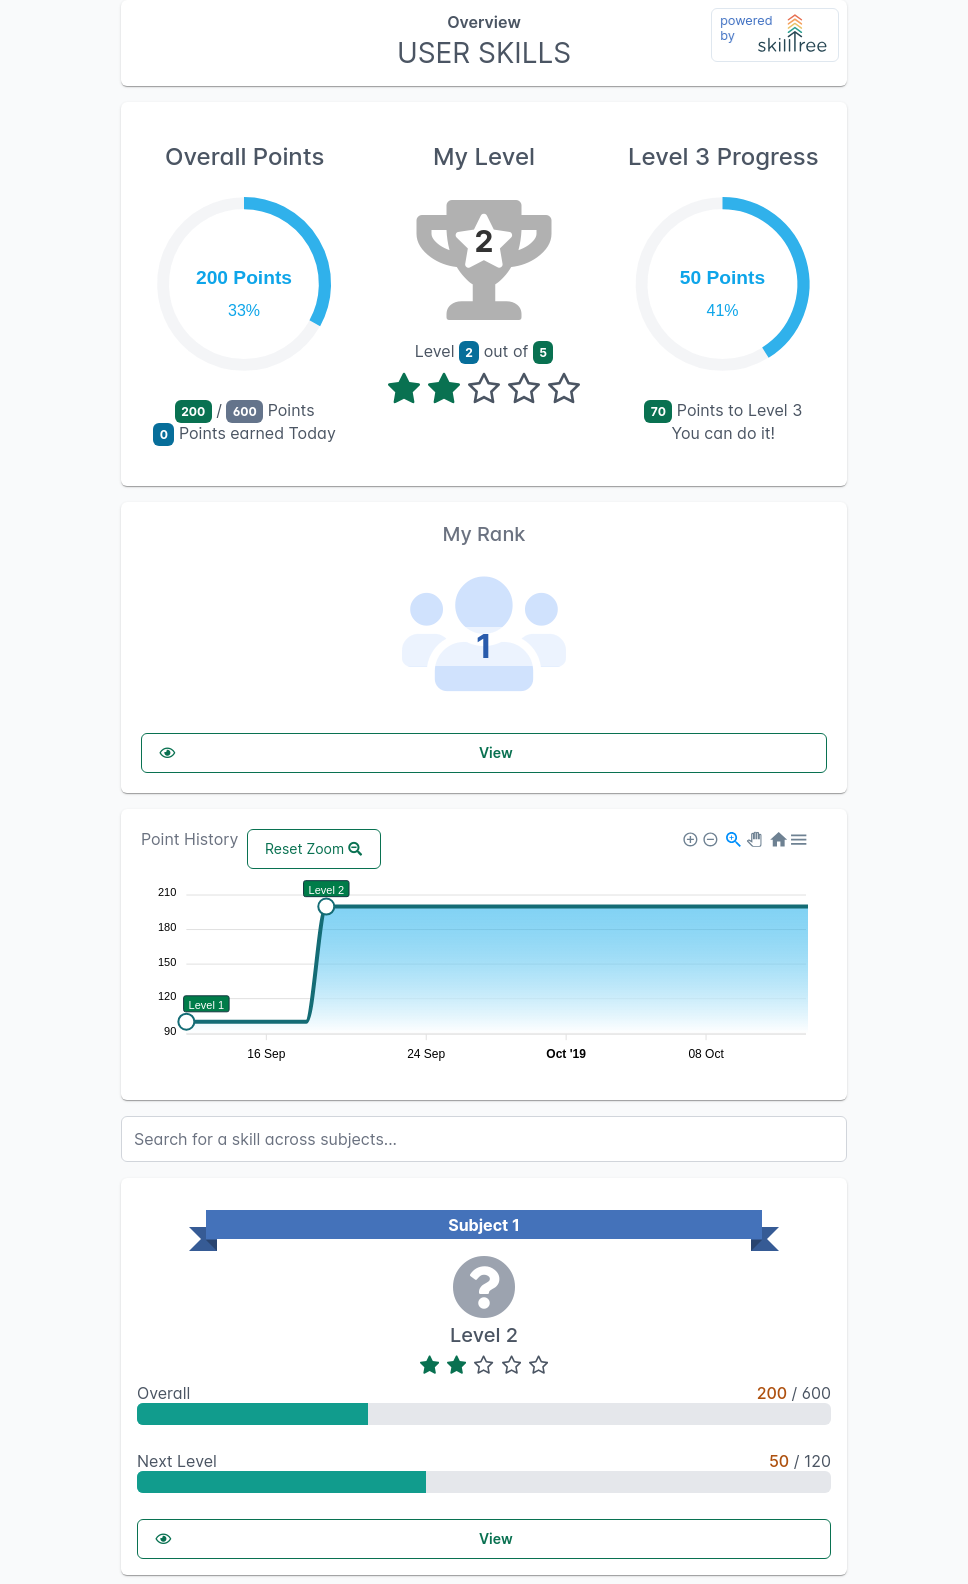 Overview
USER SKILLS
powered
by
skilltree
Overall Points
200 Points
33%
200 / 600 Points
0 Points earned Today
My Level
2
Level 2 out of 5
Level 3 Progress
50 Points
41%
70 Points to Level 3
You can do it!
My Rank
1
View
Point History
Reset Zoom
210
180
150
120
90
Level 1
Level 2
16 Sep
24 Sep
Oct '19
08 Oct
Search for a skill across subjects...
Subject 1
?
Level 2
Overall
200 / 600
Next Level
50 / 120
View